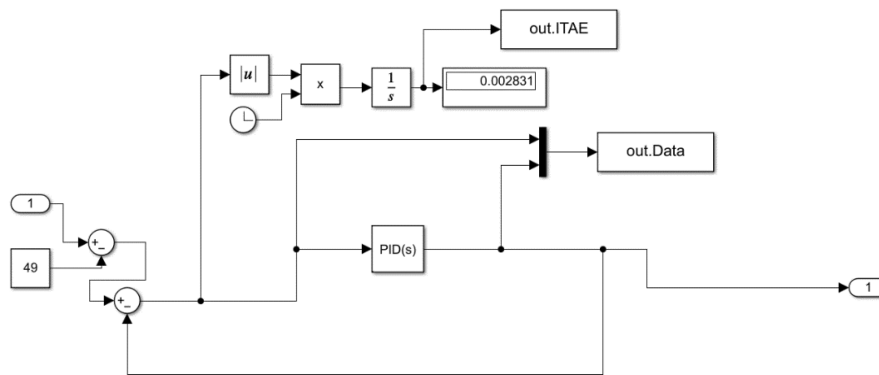 out.ITAE
|u|
x
1
s
0.002831
out.Data
1
+
-
49
PID(s)
1
+
-